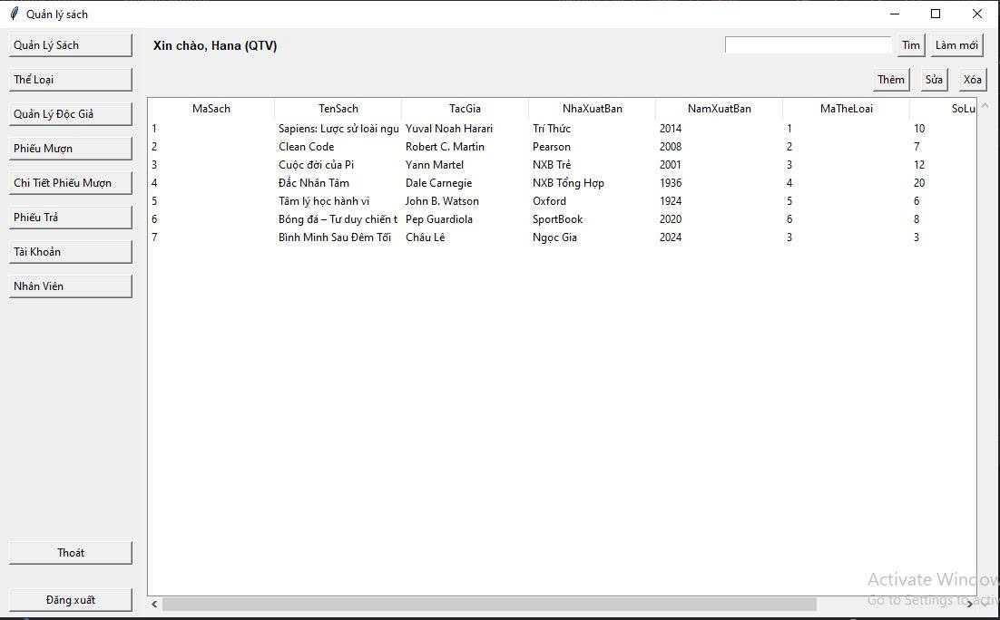 Quản lý sách
Quản Lý Sách
Thể Loại
Quản Lý Độc Giả
Phiếu Mượn
Chi Tiết Phiếu Mượn
Phiếu Trả
Tài Khoản
Nhân Viên
Thoát
Đăng xuất
Xin chào, Hana (QTV)
Tìm Làm mới
Thêm Sửa Xóa
MaSach TenSach TacGia NhaXuatBan NamXuatBan MaTheLoai SoLu
1 Sapiens: Lược sử loài ngu Yuval Noah Harari Trí Thức 2014 1 10
2 Clean Code Robert C. Martin Pearson 2008 2 7
3 Cuộc đời của Pi Yann Martel NXB Trẻ 2001 3 12
4 Đắc Nhân Tâm Dale Carnegie NXB Tổng Hợp 1936 4 20
5 Tâm lý học hành vi John B. Watson Oxford 1924 5 6
6 Bóng đá – Tư duy chiến t Pep Guardiola SportBook 2020 6 8
7 Bình Minh Sau Đêm Tối Châu Lê Ngọc Gia 2024 3 3
Activate Window
Go to Settings to activ